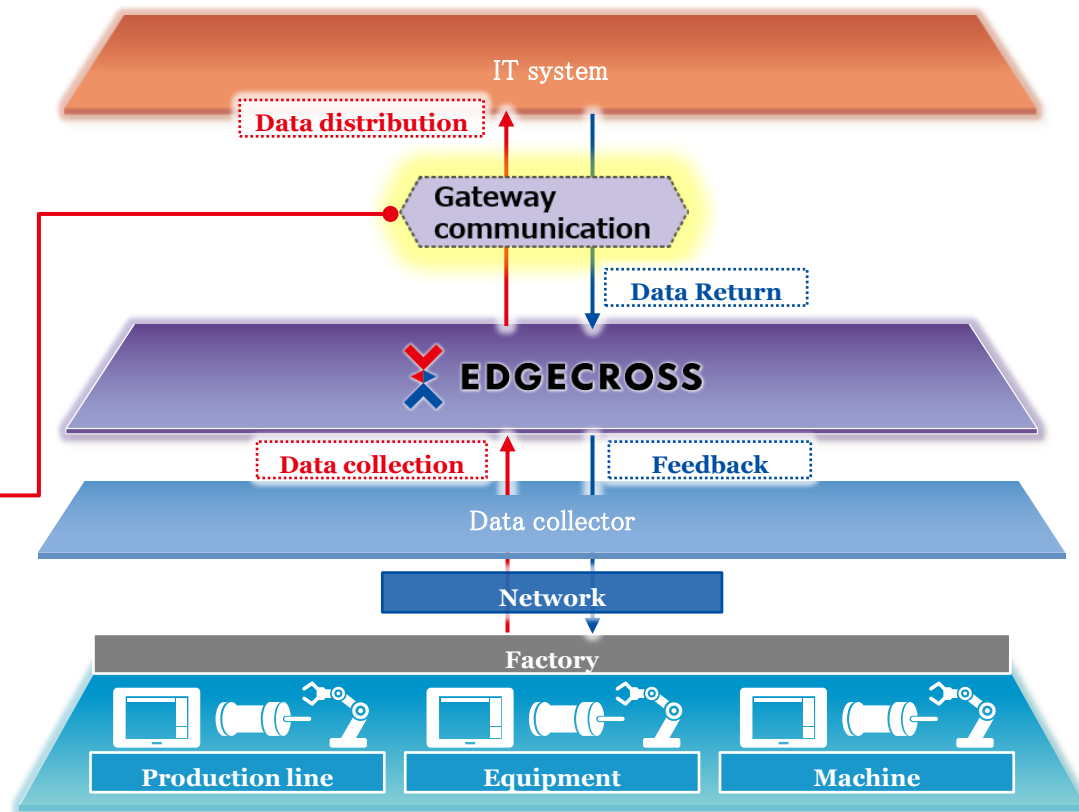 IT system
Data distribution
Gateway
communication
Data Return
EDGECROSS
Data collection
Feedback
Data collector
Network
Factory
Production line
Equipment
Machine